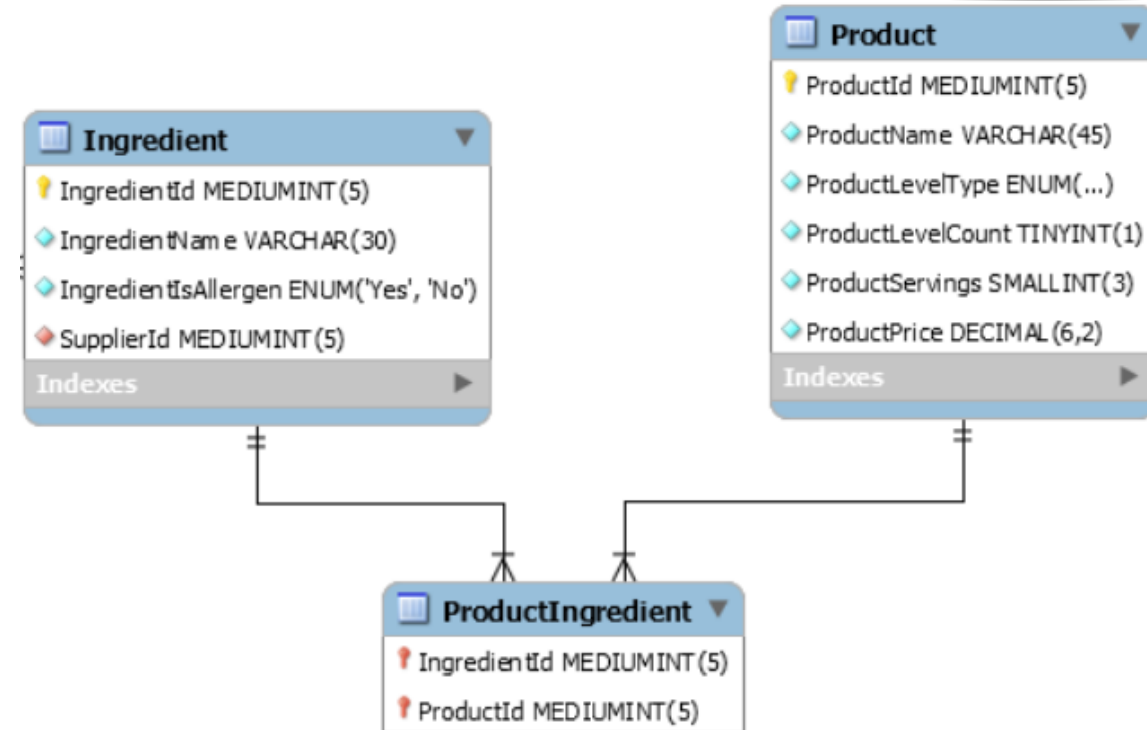 Product
ProductId MEDIUMINT(5)
ProductName VARCHAR(45)
ProductLevelType ENUM(...)
ProductLevelCount TINYINT(1)
ProductServings SMALLINT(3)
ProductPrice DECIMAL(6,2)
Indexes
Ingredient
IngredientId MEDIUMINT(5)
IngredientName VARCHAR(30)
IngredientIsAllergen ENUM('Yes', 'No')
SupplierId MEDIUMINT(5)
Indexes
ProductIngredient
IngredientId MEDIUMINT(5)
ProductId MEDIUMINT(5)